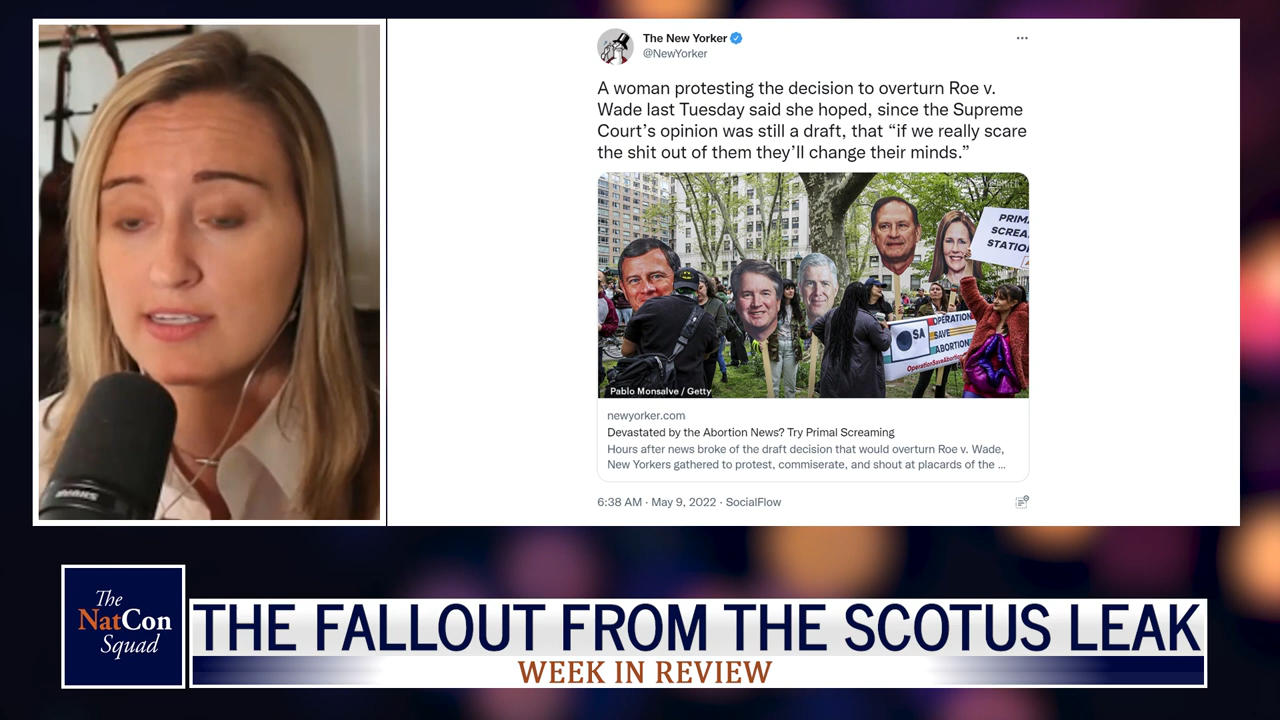 The New Yorker
@NewYorker
A woman protesting the decision to overturn Roe v.
Wade last Tuesday said she hoped, since the Supreme
Court's opinion was still a draft, that “if we really scare
the shit out of them they'll change their minds.”
PRIM
SCREA
STATIO
OPERATION
SA SAVE
ABORTION
OperationSaveAbortio
Pablo Monsalve / Getty
newyorker.com
Devastated by the Abortion News? Try Primal Screaming
Hours after news broke of the draft decision that would overturn Roe v. Wade,
New Yorkers gathered to protest, commiserate, and shout at placards of the ...
6:38 AM · May 9, 2022 · SocialFlow
The
NatCon
Squad
THE FALLOUT FROM THE SCOTUS LEAK
WEEK IN REVIEW